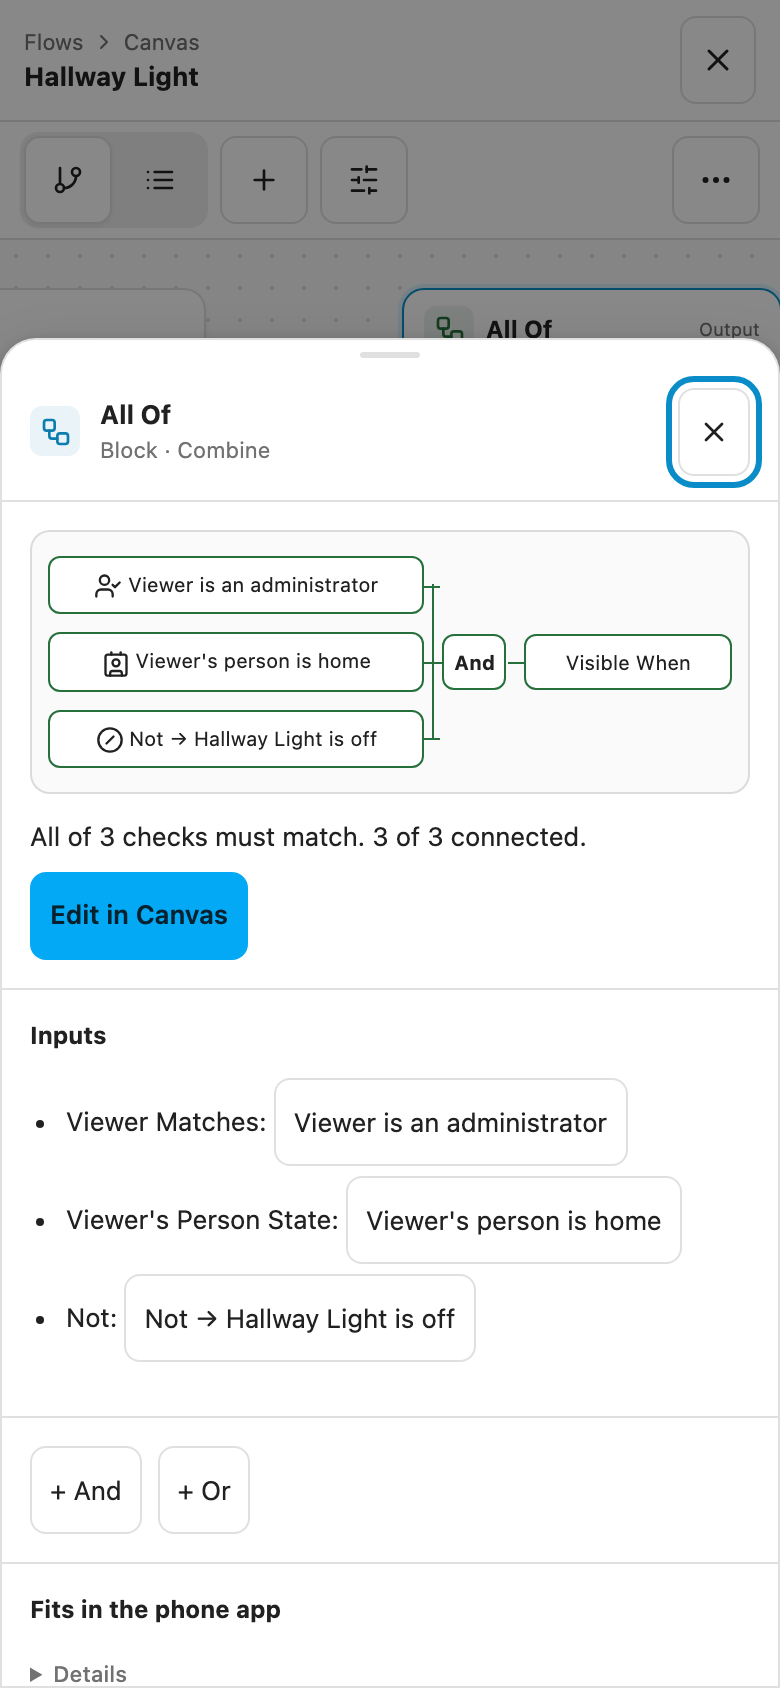 Flows > Canvas
Hallway Light
All Of
Output
All Of
Block · Combine
Viewer is an administrator
Viewer's person is home
And
Visible When
Not → Hallway Light is off
All of 3 checks must match. 3 of 3 connected.
Edit in Canvas
Inputs
• Viewer Matches: Viewer is an administrator
• Viewer's Person State: Viewer's person is home
• Not: Not → Hallway Light is off
+ And
+ Or
Fits in the phone app
▶ Details